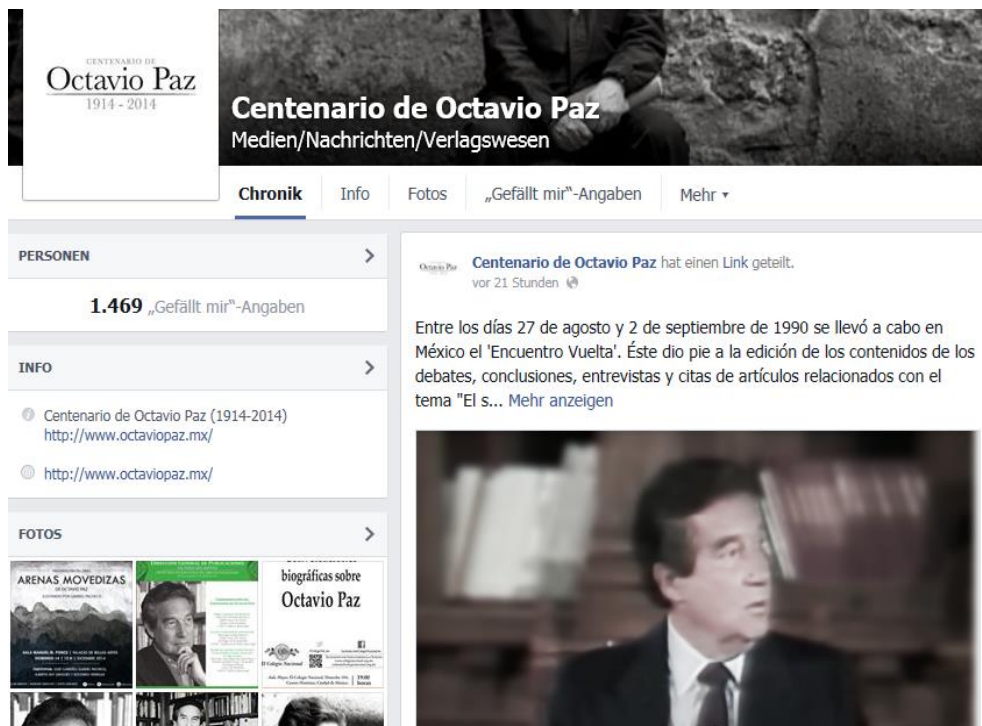 CENTENARIO DE
Octavio Paz
1914 - 2014
Centenario de Octavio Paz
Medien/Nachrichten/Verlagswesen
Chronik Info Fotos „Gefällt mir"-Angaben Mehr
PERSONEN
1.469 „Gefällt mir"-Angaben
INFO
Centenario de Octavio Paz (1914-2014)
http://www.octaviopaz.mx/
http://www.octaviopaz.mx/
FOTOS
ARENAS MOVEDIZAS
DE OCTAVIO PAZ
biográficas sobre
Octavio Paz
El Colegio Nacional
Octavio Paz
Centenario de Octavio Paz hat einen Link geteilt.
vor 21 Stunden
Entre los días 27 de agosto y 2 de septiembre de 1990 se llevó a cabo en
México el 'Encuentro Vuelta'. Éste dio pie a la edición de los contenidos de los
debates, conclusiones, entrevistas y citas de artículos relacionados con el
tema "El s... Mehr anzeigen